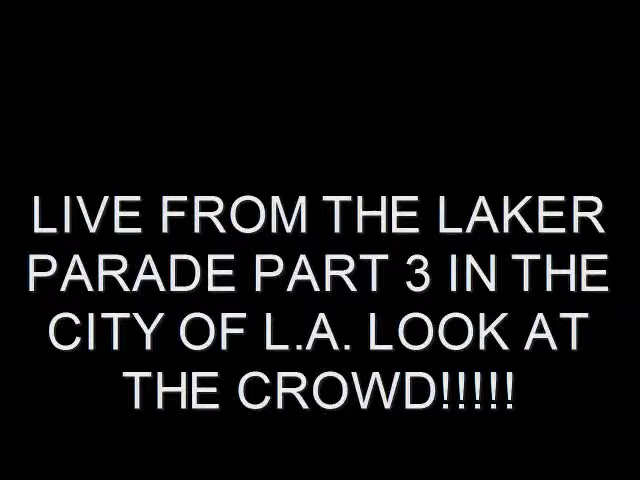 LIVE FROM THE LAKER
PARADE PART 3 IN THE
CITY OF L.A. LOOK AT
THE CROWD!!!!!